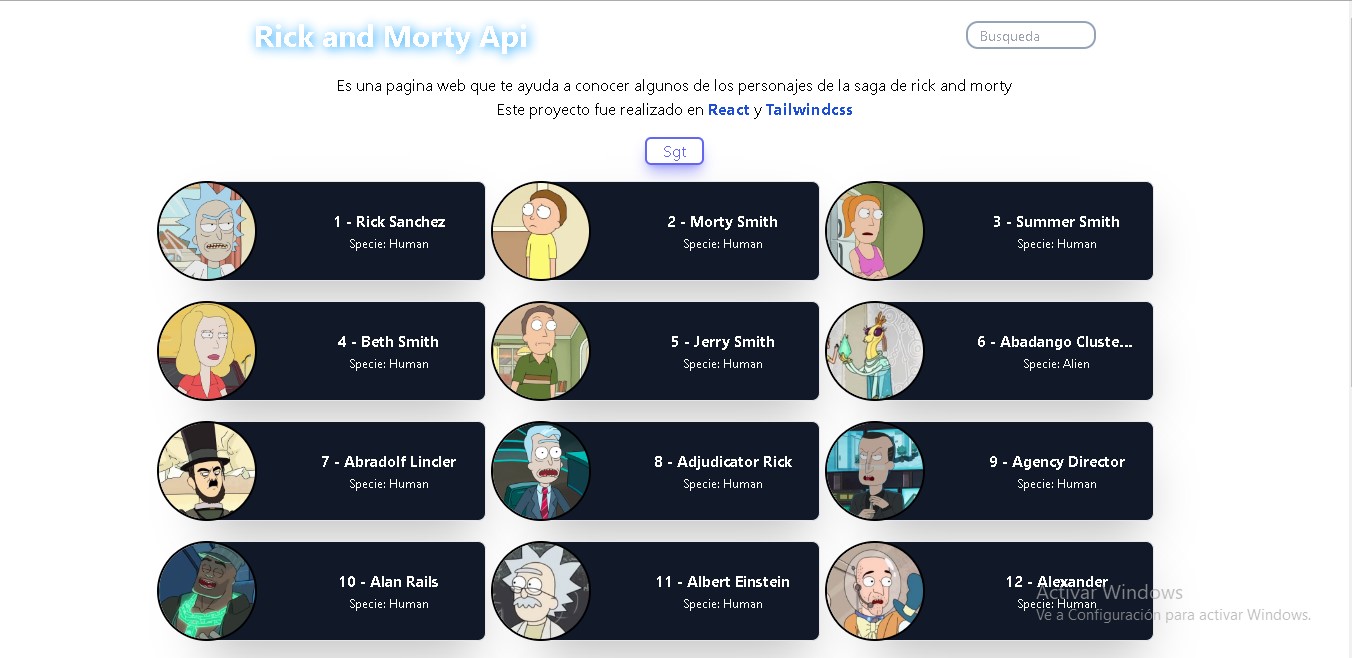 Rick and Morty Api
Busqueda
Es una pagina web que te ayuda a conocer algunos de los personajes de la saga de rick and morty
Este proyecto fue realizado en React y Tailwindcss
Sgt
1 - Rick Sanchez
Specie: Human
2 - Morty Smith
Specie: Human
3 - Summer Smith
Specie: Human
4 - Beth Smith
Specie: Human
5 - Jerry Smith
Specie: Human
6 - Abadango Cluste...
Specie: Alien
7 - Abradolf Lincler
Specie: Human
8 - Adjudicator Rick
Specie: Human
9 - Agency Director
Specie: Human
10 - Alan Rails
Specie: Human
11 - Albert Einstein
Specie: Human
12 - Alexander
Specie: Human
Activar Windows
Ve a Configuración para activar Windows.